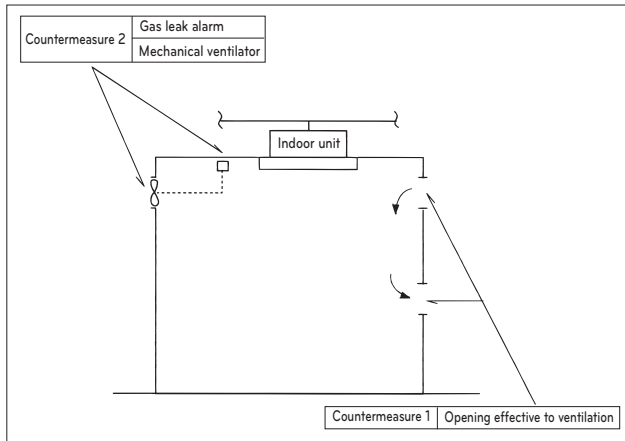 Countermeasure 2
Gas leak alarm
Mechanical ventilator
Indoor unit
Countermeasure 1
Opening effective to ventilation